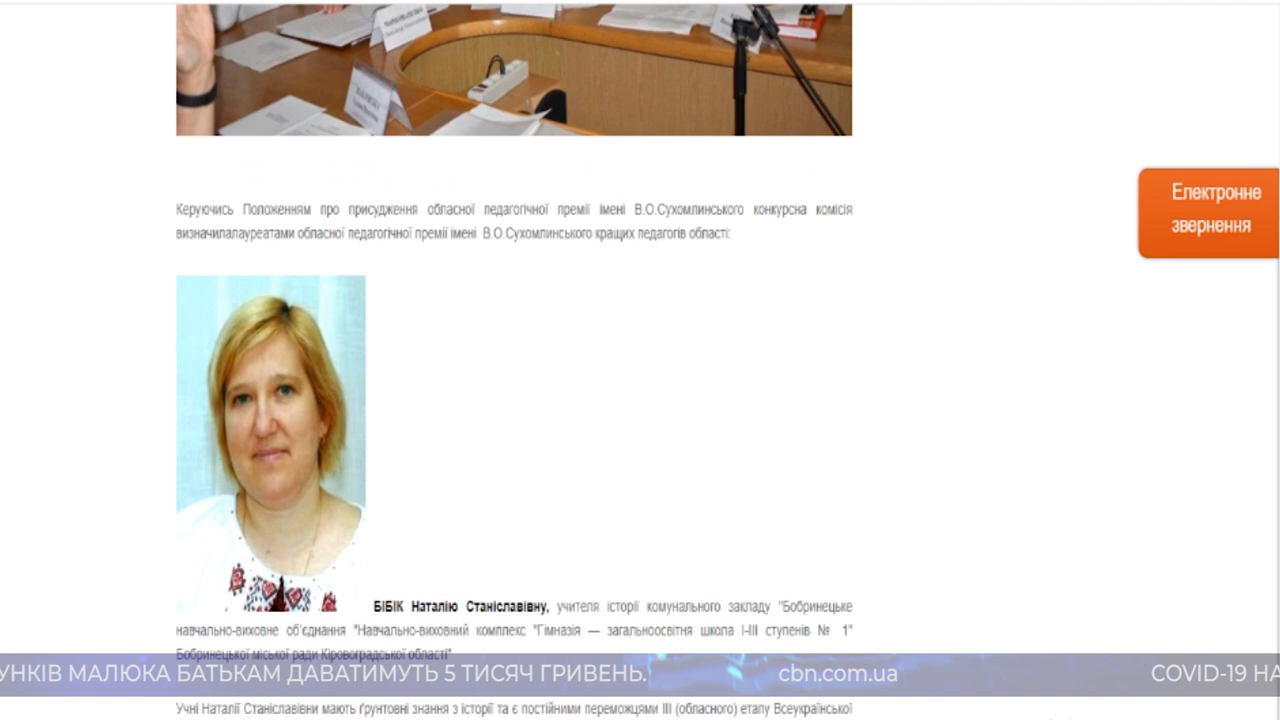 Керуючись Положенням про присудження обласної педагогічної премії імені В.О.Сухомлинського конкурсна комісія
визначилалауреатами обласної педагогічної премії імені В.О.Сухомлинського кращих педагогів області:
Електронне
звернення
БІБІК Наталію Станіславівну, учителя історії комунального закладу "Бобринецьке
навчально-виховне об'єднання "Навчально-виховний комплекс "Гімназія — загальноосвітня школа І-ІІІ ступенів № 1"
Бобринецької міської ради Кіровоградської області"
УНКІВ МАЛЮКА БАТЬКАМ ДАВАТИМУТЬ 5 ТИСЯЧ ГРИВЕНЬ. cbn.com.ua COVID-19 НА
Учні Наталії Станіславівни мають ґрунтовні знання з історії та є постійними переможцями ІІІ (обласного) етапу Всеукраїнської